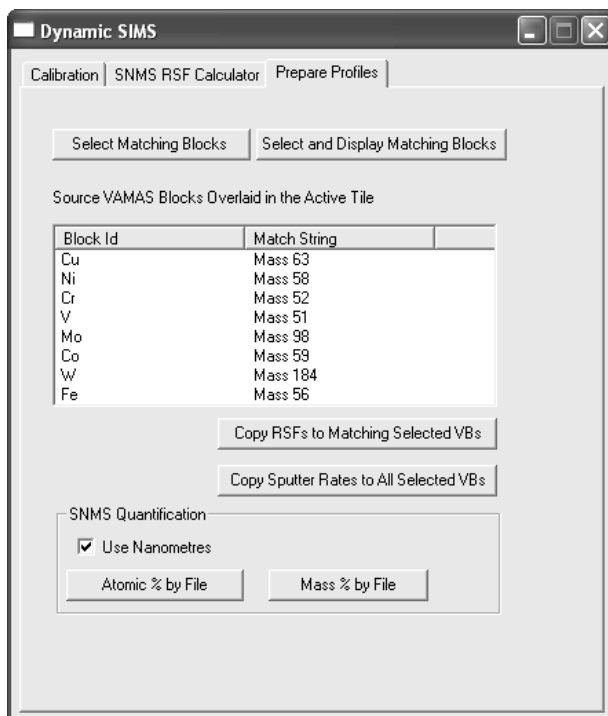 Dynamic SIMS
Calibration SNMS RSF Calculator Prepare Profiles
Select Matching Blocks Select and Display Matching Blocks
Source VAMAS Blocks Overlaid in the Active Tile
Block Id Match String
Cu Mass 63
Ni Mass 58
Cr Mass 52
V Mass 51
Mo Mass 98
Co Mass 59
W Mass 184
Fe Mass 56
Copy RSFs to Matching Selected VBs
Copy Sputter Rates to All Selected VBs
SNMS Quantification
Use Nanometres
Atomic % by File Mass % by File